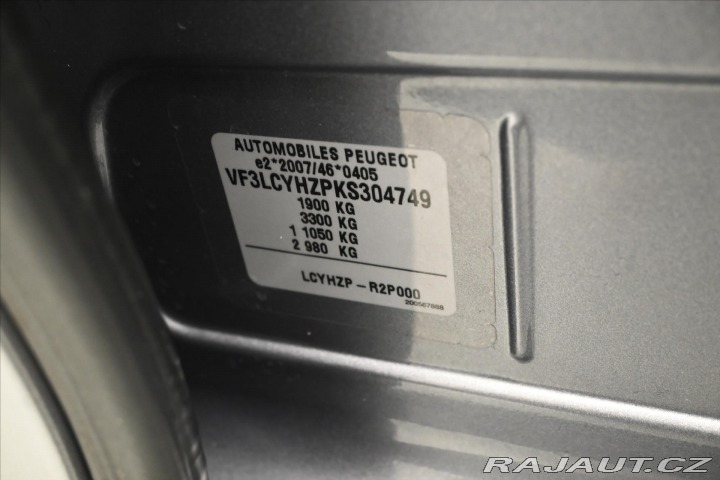 AUTOMOBILES PEUGEOT
e2*2007/46*0405
VF3LCYHZPKS304749
1900 KG
3300 KG
1 1050 KG
2 980 KG
LCYHZP - R2P000
RAJAUT.CZ